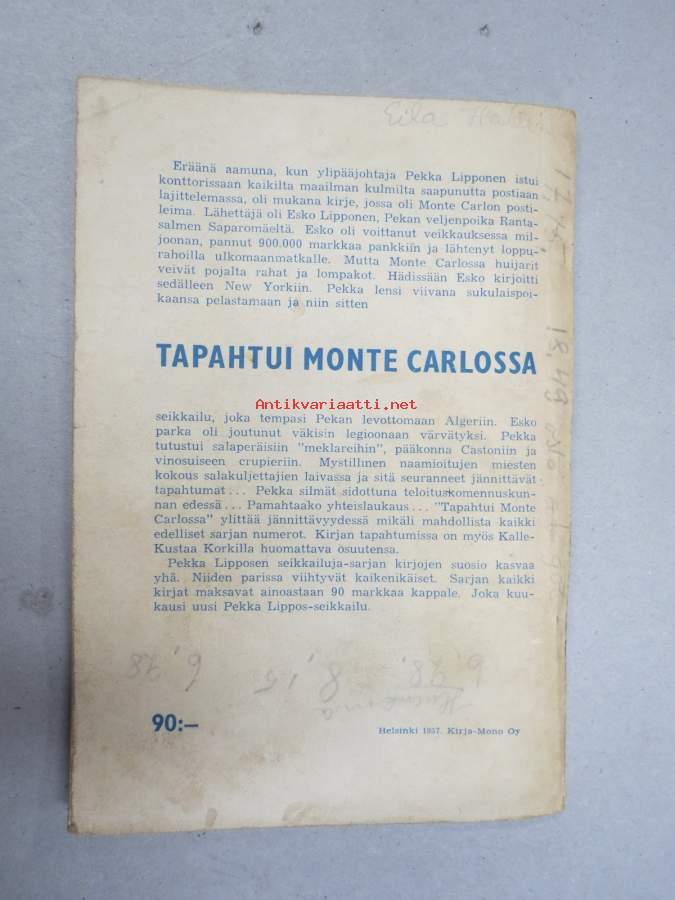 Eila
Eräänä aamuna, kun ylipääjohtaja Pekka Lipponen istui
konttorissaan kaikilta maailman kulmilta saapunutta postiaan
lajittelemassa, oli mukana kirje, jossa oli Monte Carlon posti-
leima. Lähettäjä oli Esko Lipponen, Pekan veljenpoika Ranta-
salmen Saparomäeltä. Esko oli voittanut veikkauksessa mil-
joonan, pannut 900.000 markkaa pankkiin ja lähtenyt loppu-
rahoilla ulkomaanmatkalle. Mutta Monte Carlossa huijarit
veivät pojalta rahat ja lompakot. Hädissään Esko kirjoitti
sedälleen New Yorkiin. Pekka lensi viivana sukulaispoi-
kaansa pelastamaan ja niin sitten
TAPAHTUI MONTE CARLOSSA
Antikvariaatti.net
seikkailu, joka tempasi Pekan levottomaan Algeriin. Esko
parka oli joutunut väkisin legioonaan värvätyksi. Pekka
tutustui salaperäisiin "meklareihin", pääkonna Castoniin ja
vinosuiseen crupieriin. Mystillinen naamioitujen miesten
kokous salakuljettajien laivassa ja sitä seuranneet jännittävät
tapahtumat... Pekka silmät sidottuna teloituskomennuskun-
nan edessä... Pamahtaako yhteislaukaus... "Tapahtui Monte
Carlossa" ylittää jännittävyydessä mikäli mahdollista kaikki
edelliset sarjan numerot. Kirjan tapahtumissa on myös Kalle-
Kustaa Korkilla huomattava osuutensa.
Pekka Lipposen seikkailuja-sarjan kirjojen suosio kasvaa
yhä. Niiden parissa viihtyvät kaikenikäiset. Sarjan kaikki
kirjat maksavat ainoastaan 90 markkaa kappale. Joka kuu-
kausi uusi Pekka Lippos-seikkailu.
6,78
8,15
6,78
90:—
Helsinki 1957. Kirja-Mono Oy